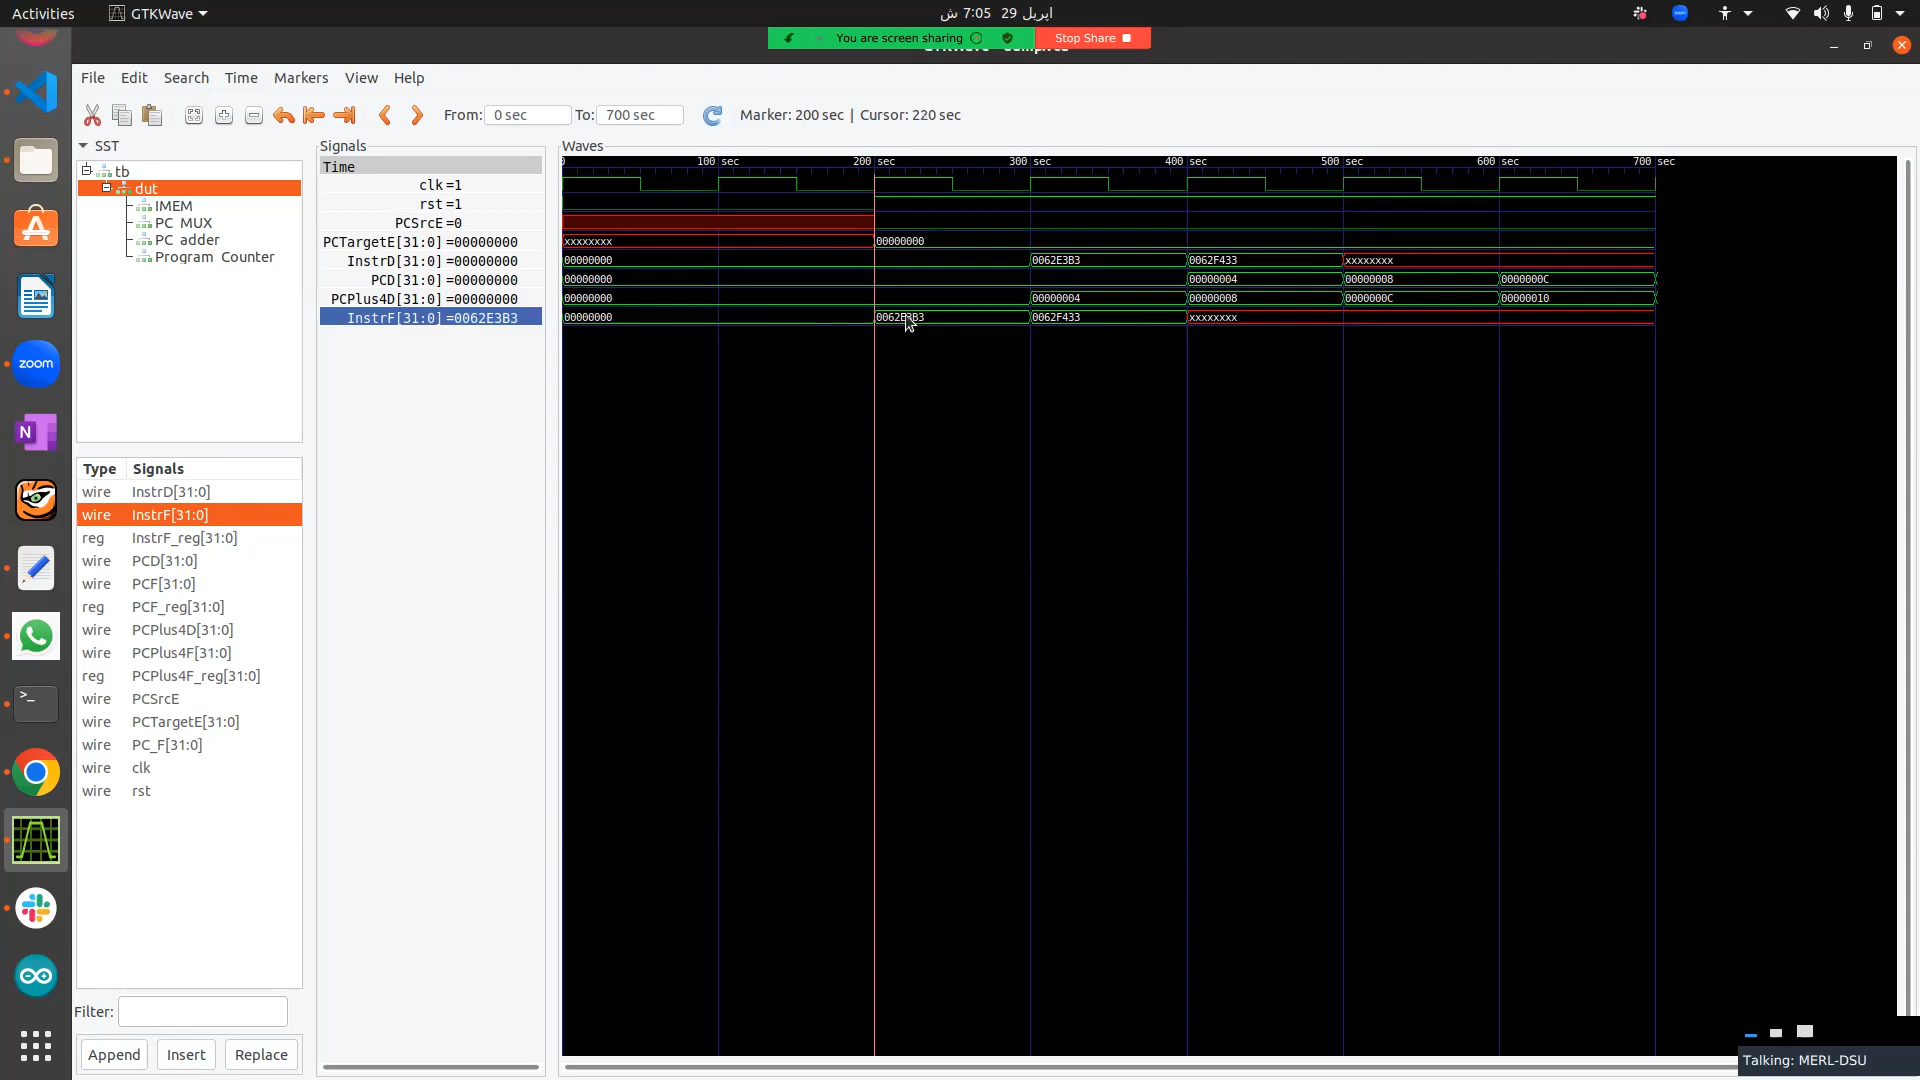 Activities GTKWave اپریل 29 7:05 ش
You are screen sharing Stop Share
File Edit Search Time Markers View Help
From: 0 sec To: 700 sec Marker: 200 sec | Cursor: 220 sec
SST
tb
dut
IMEM
PC_MUX
PC_adder
Program_Counter
Type Signals
wire InstrD[31:0]
wire InstrF[31:0]
reg InstrF_reg[31:0]
wire PCD[31:0]
wire PCF[31:0]
reg PCF_reg[31:0]
wire PCPlus4D[31:0]
wire PCPlus4F[31:0]
reg PCPlus4F_reg[31:0]
wire PCSrcE
wire PCTargetE[31:0]
wire PC_F[31:0]
wire clk
wire rst
Filter:
Append Insert Replace
Signals
Time
clk =1
rst =1
PCSrcE =0
PCTargetE[31:0] =00000000
InstrD[31:0] =00000000
PCD[31:0] =00000000
PCPlus4D[31:0] =00000000
InstrF[31:0] =0062E3B3
Waves
0 100 sec 200 sec 300 sec 400 sec 500 sec 600 sec 700 sec
xxxxxxxx 00000000
00000000 0062E3B3 0062F433 xxxxxxxx
00000000 00000004 00000008 0000000C
00000000 00000004 00000008 0000000C 00000010
00000000 0062E3B3 0062F433 xxxxxxxx
zoom
N
Talking: MERL-DSU